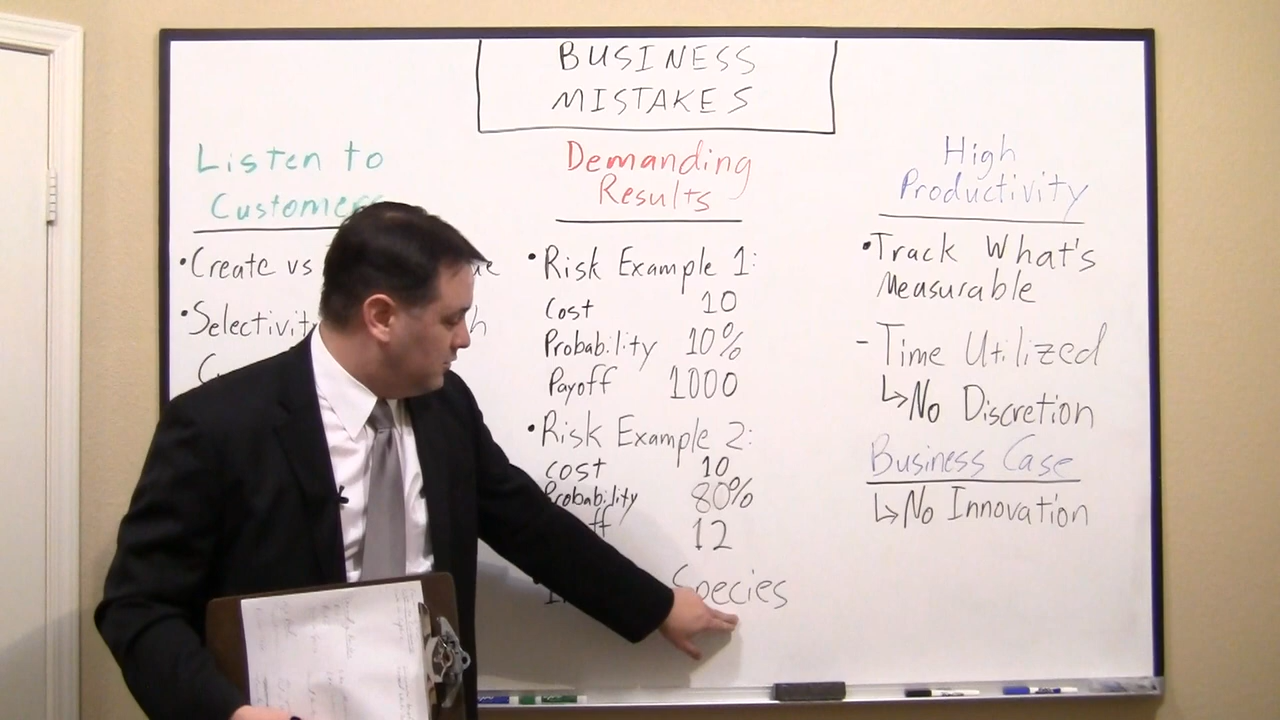 BUSINESS
MISTAKES
Listen to
Customers
•Create vs
•Selectivit
Demanding
Results
•Risk Example 1:
Cost 10
Probability 10%
Payoff 1000
•Risk Example 2:
Cost 10
Probability 80%
ff 12
Species
High
Productivity
•Track What's
Measurable
-Time Utilized
↳No Discretion
Business Case
↳No Innovation